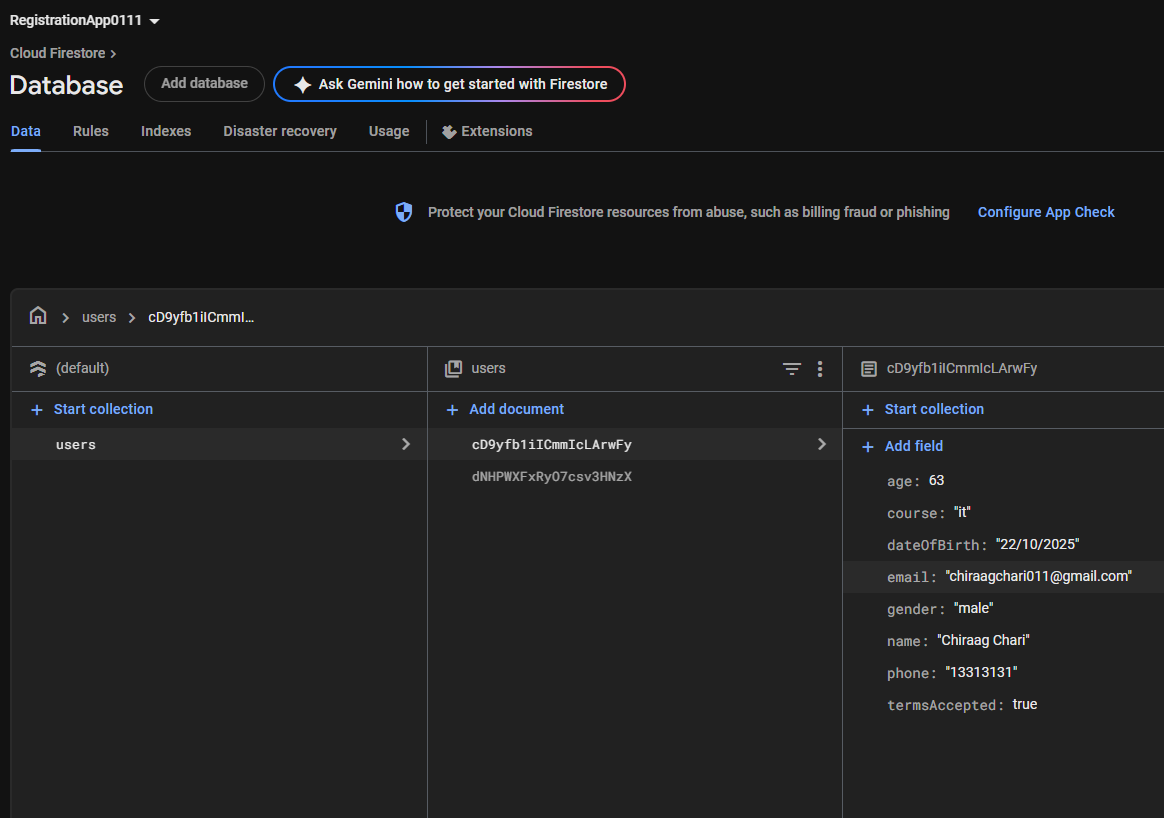 RegistrationApp0111
Cloud Firestore
Database
Add database
Ask Gemini how to get started with Firestore
Data Rules Indexes Disaster recovery Usage Extensions
Protect your Cloud Firestore resources from abuse, such as billing fraud or phishing Configure App Check
users cD9yfb1iICmmI...
(default)
Start collection
users
users
Add document
cD9yfb1iICmmIcLArwFy
dNHPWXFxRyO7csv3HNzX
cD9yfb1iICmmIcLArwFy
Start collection
Add field
age: 63
course: "it"
dateOfBirth: "22/10/2025"
email: "chiraagchari011@gmail.com"
gender: "male"
name: "Chiraag Chari"
phone: "13313131"
termsAccepted: true